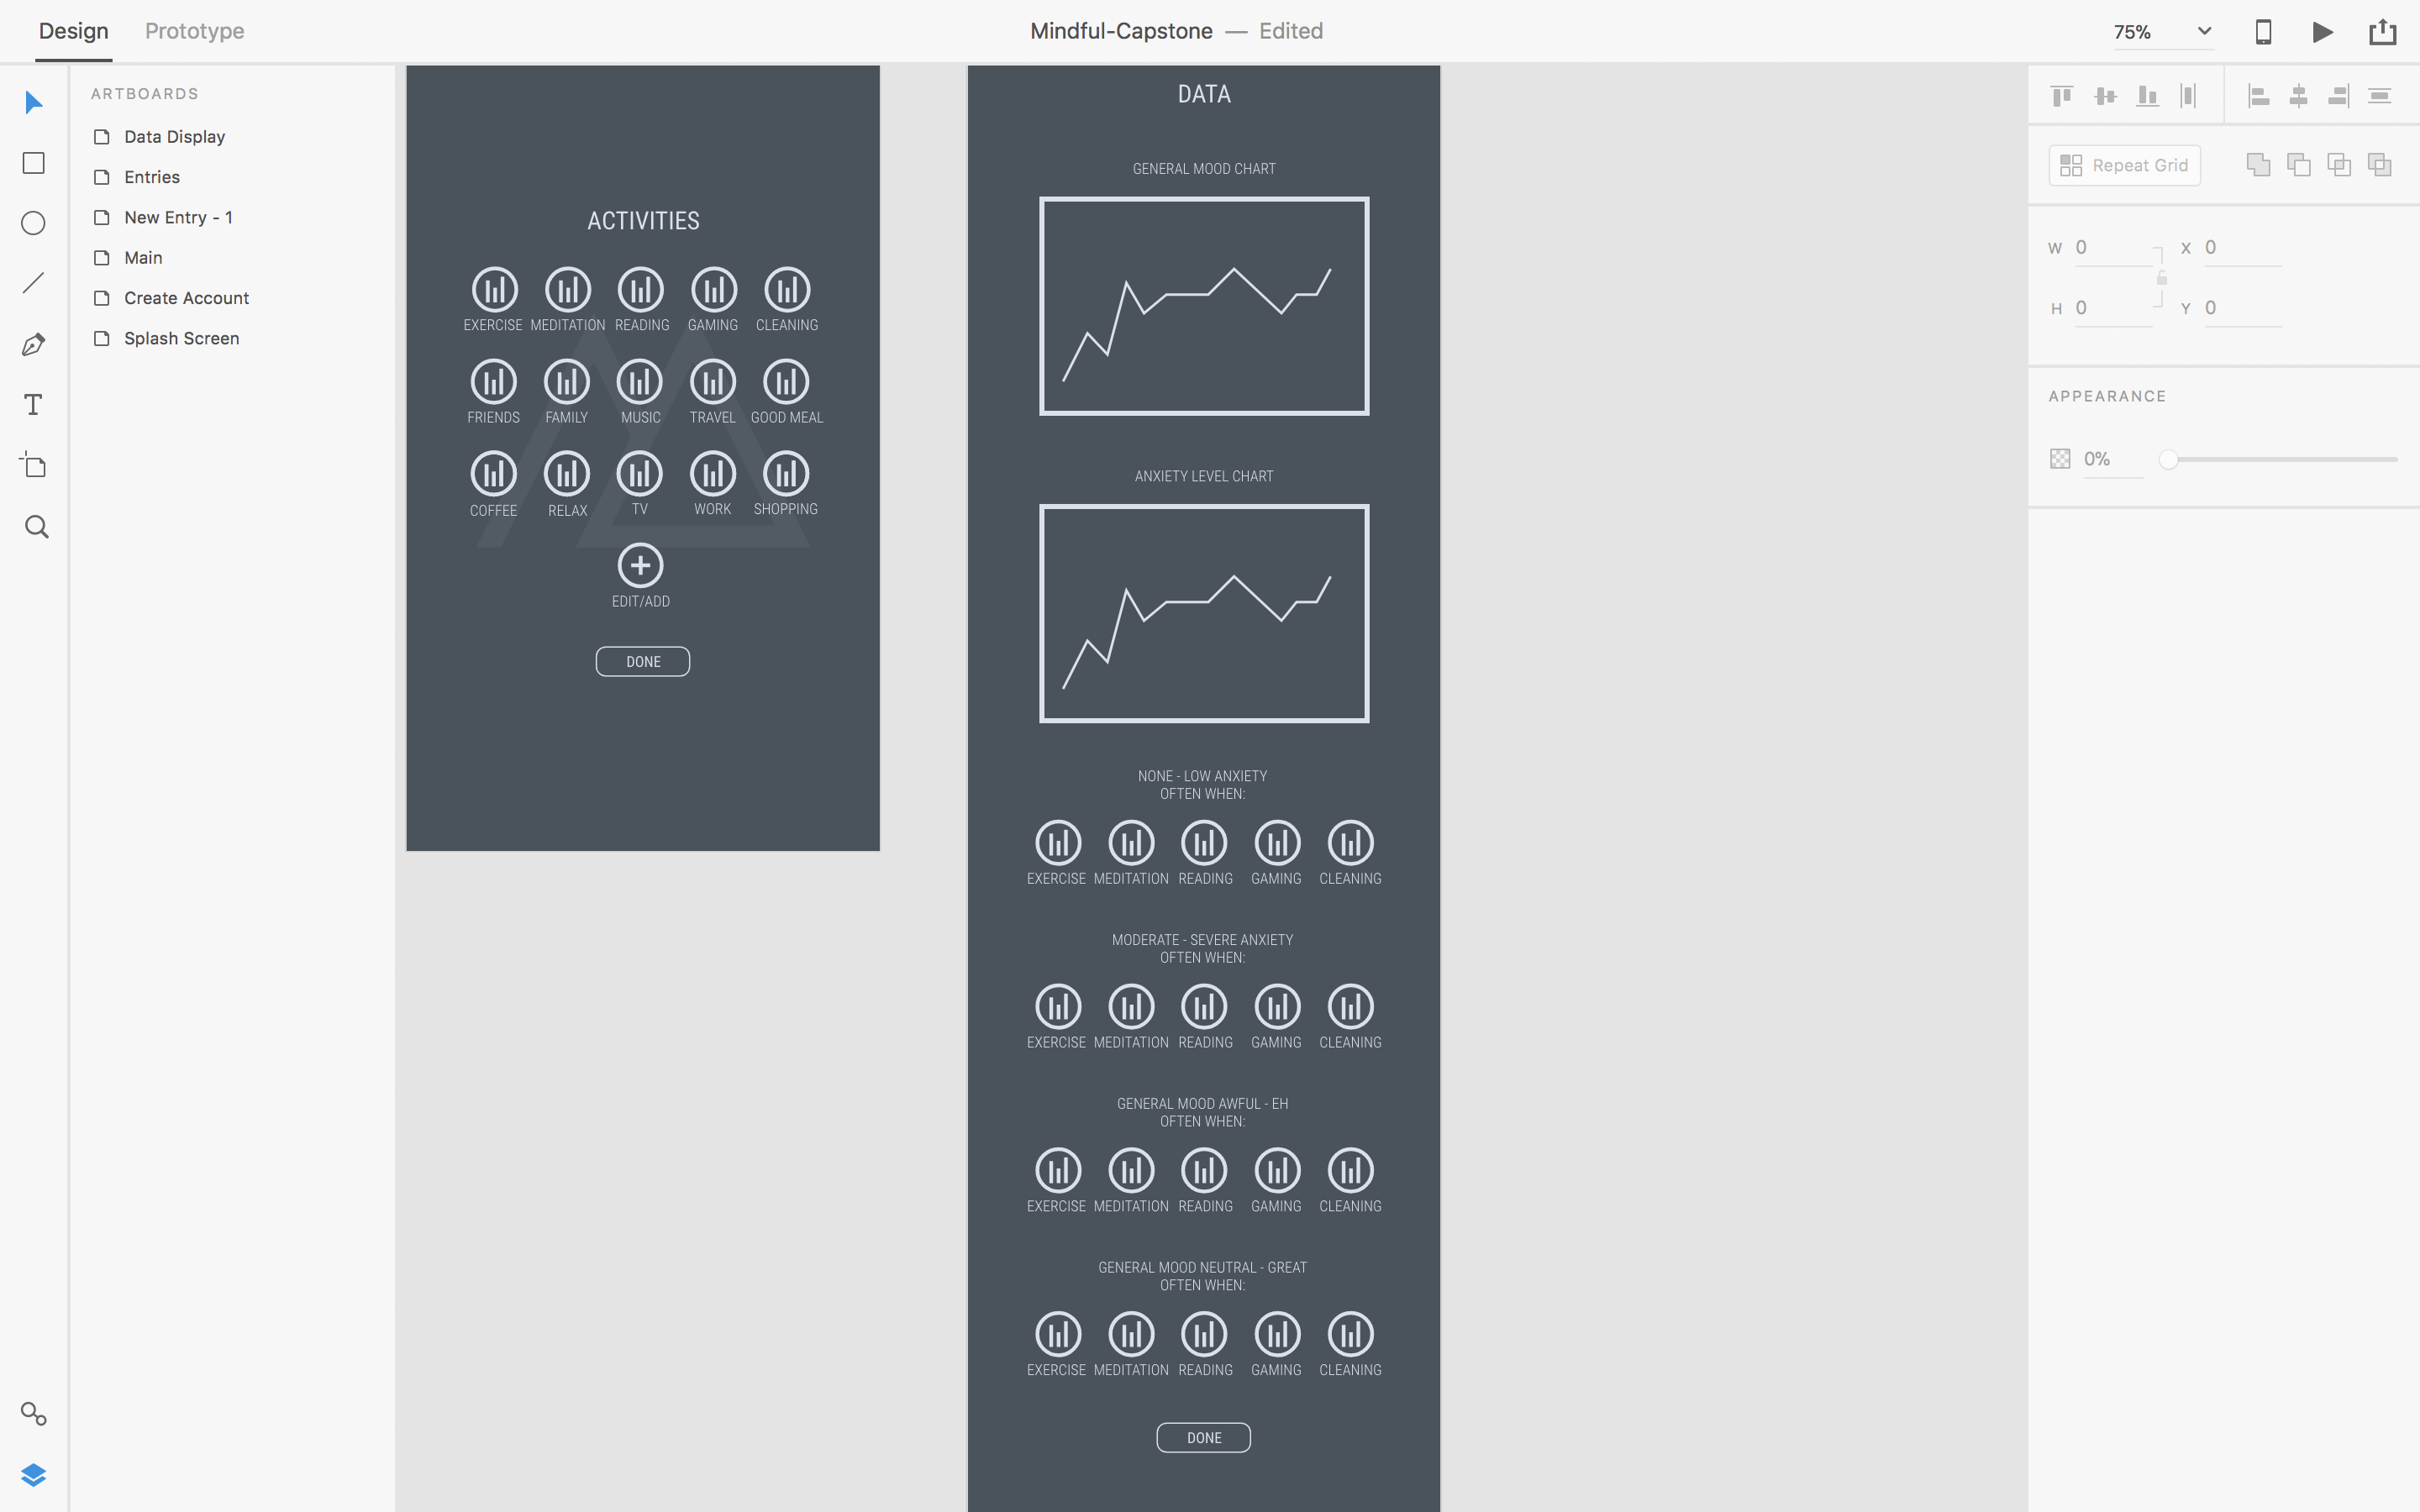 Design Prototype Mindful-Capstone — Edited 75%
ARTBOARDS
Data Display
Entries
New Entry - 1
Main
Create Account
Splash Screen
ACTIVITIES
EXERCISE MEDITATION READING GAMING CLEANING
FRIENDS FAMILY MUSIC TRAVEL GOOD MEAL
COFFEE RELAX TV WORK SHOPPING
EDIT/ADD
DONE
DATA
GENERAL MOOD CHART
ANXIETY LEVEL CHART
NONE - LOW ANXIETY
OFTEN WHEN:
EXERCISE MEDITATION READING GAMING CLEANING
MODERATE - SEVERE ANXIETY
OFTEN WHEN:
EXERCISE MEDITATION READING GAMING CLEANING
GENERAL MOOD AWFUL - EH
OFTEN WHEN:
EXERCISE MEDITATION READING GAMING CLEANING
GENERAL MOOD NEUTRAL - GREAT
OFTEN WHEN:
EXERCISE MEDITATION READING GAMING CLEANING
DONE
Repeat Grid
W 0 X 0
H 0 Y 0
APPEARANCE
0%